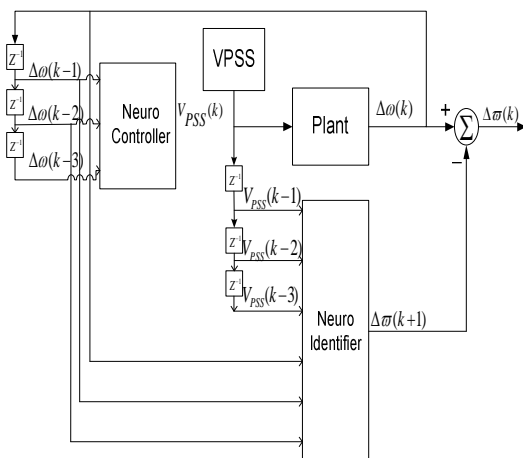 VPSS
Z⁻¹
Δω(k−1)
Z⁻¹
Δω(k−2)
Z⁻¹
Δω(k−3)
Neuro
Controller
V_PSS(k)
Plant
Δω(k)
+
Σ
−
Δϖ(k)
Z⁻¹
V_PSS(k−1)
Z⁻¹
V_PSS(k−2)
Z⁻¹
V_PSS(k−3)
Neuro
Identifier
Δϖ(k+1)